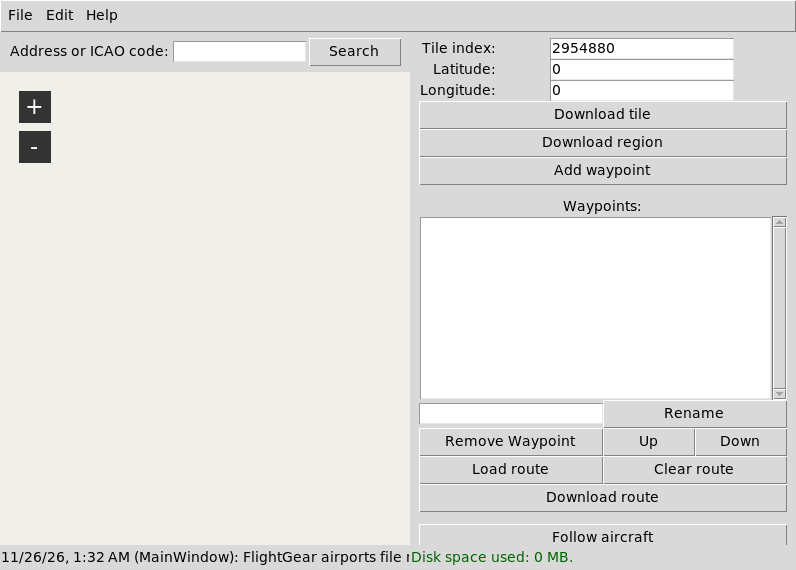 File Edit Help
Address or ICAO code: Search
+
-
Tile index: 2954880
Latitude: 0
Longitude: 0
Download tile
Download region
Add waypoint
Waypoints:
Rename
Remove Waypoint Up Down
Load route Clear route
Download route
Follow aircraft
11/26/26, 1:32 AM (MainWindow): FlightGear airports file
Disk space used: 0 MB.